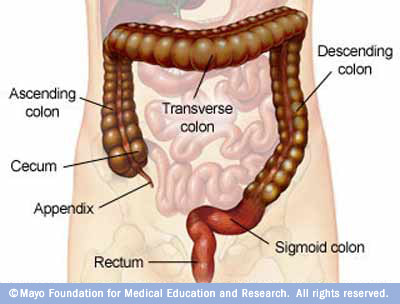 Descending
colon
Ascending
colon
Transverse
colon
Cecum
Appendix
Sigmoid colon
Rectum
©Mayo Foundation for Medical Education and Research. All rights reserved.